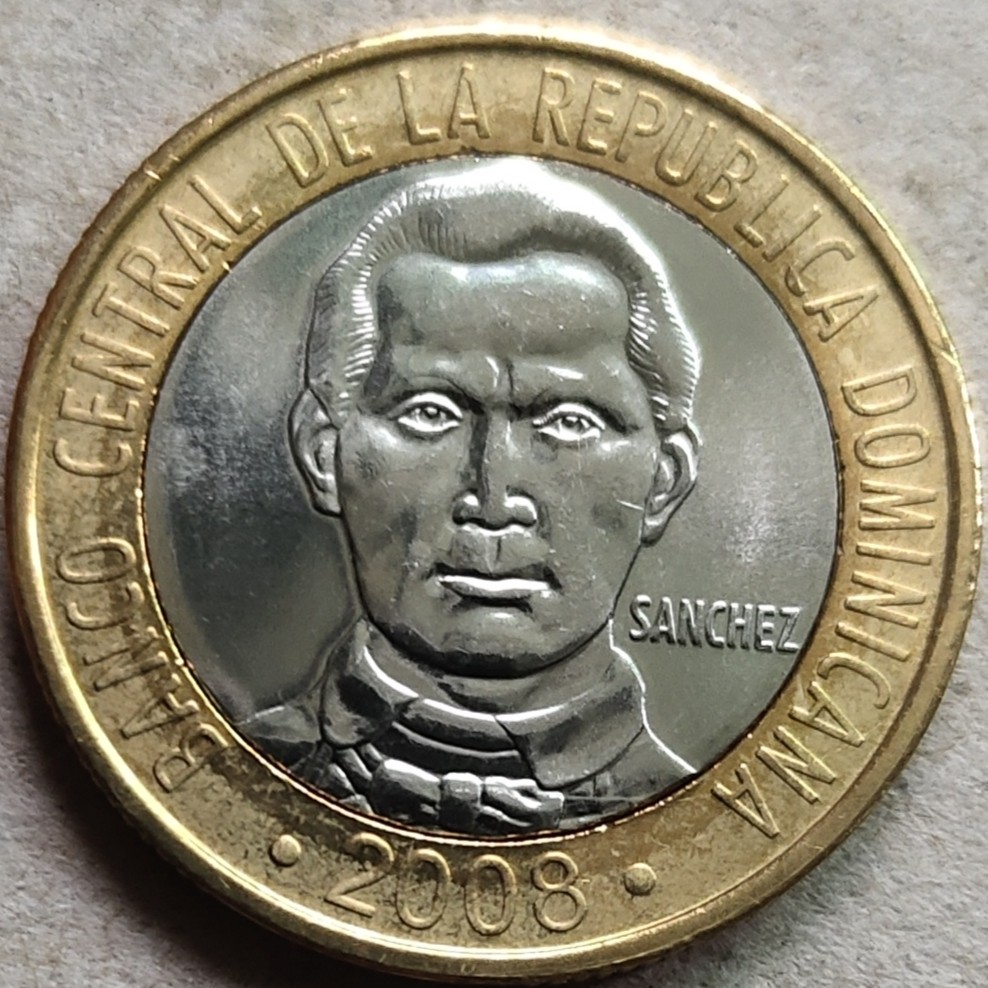 BANCO CENTRAL DE LA REPUBLICA DOMINICANA
SANCHEZ
• 2008 •